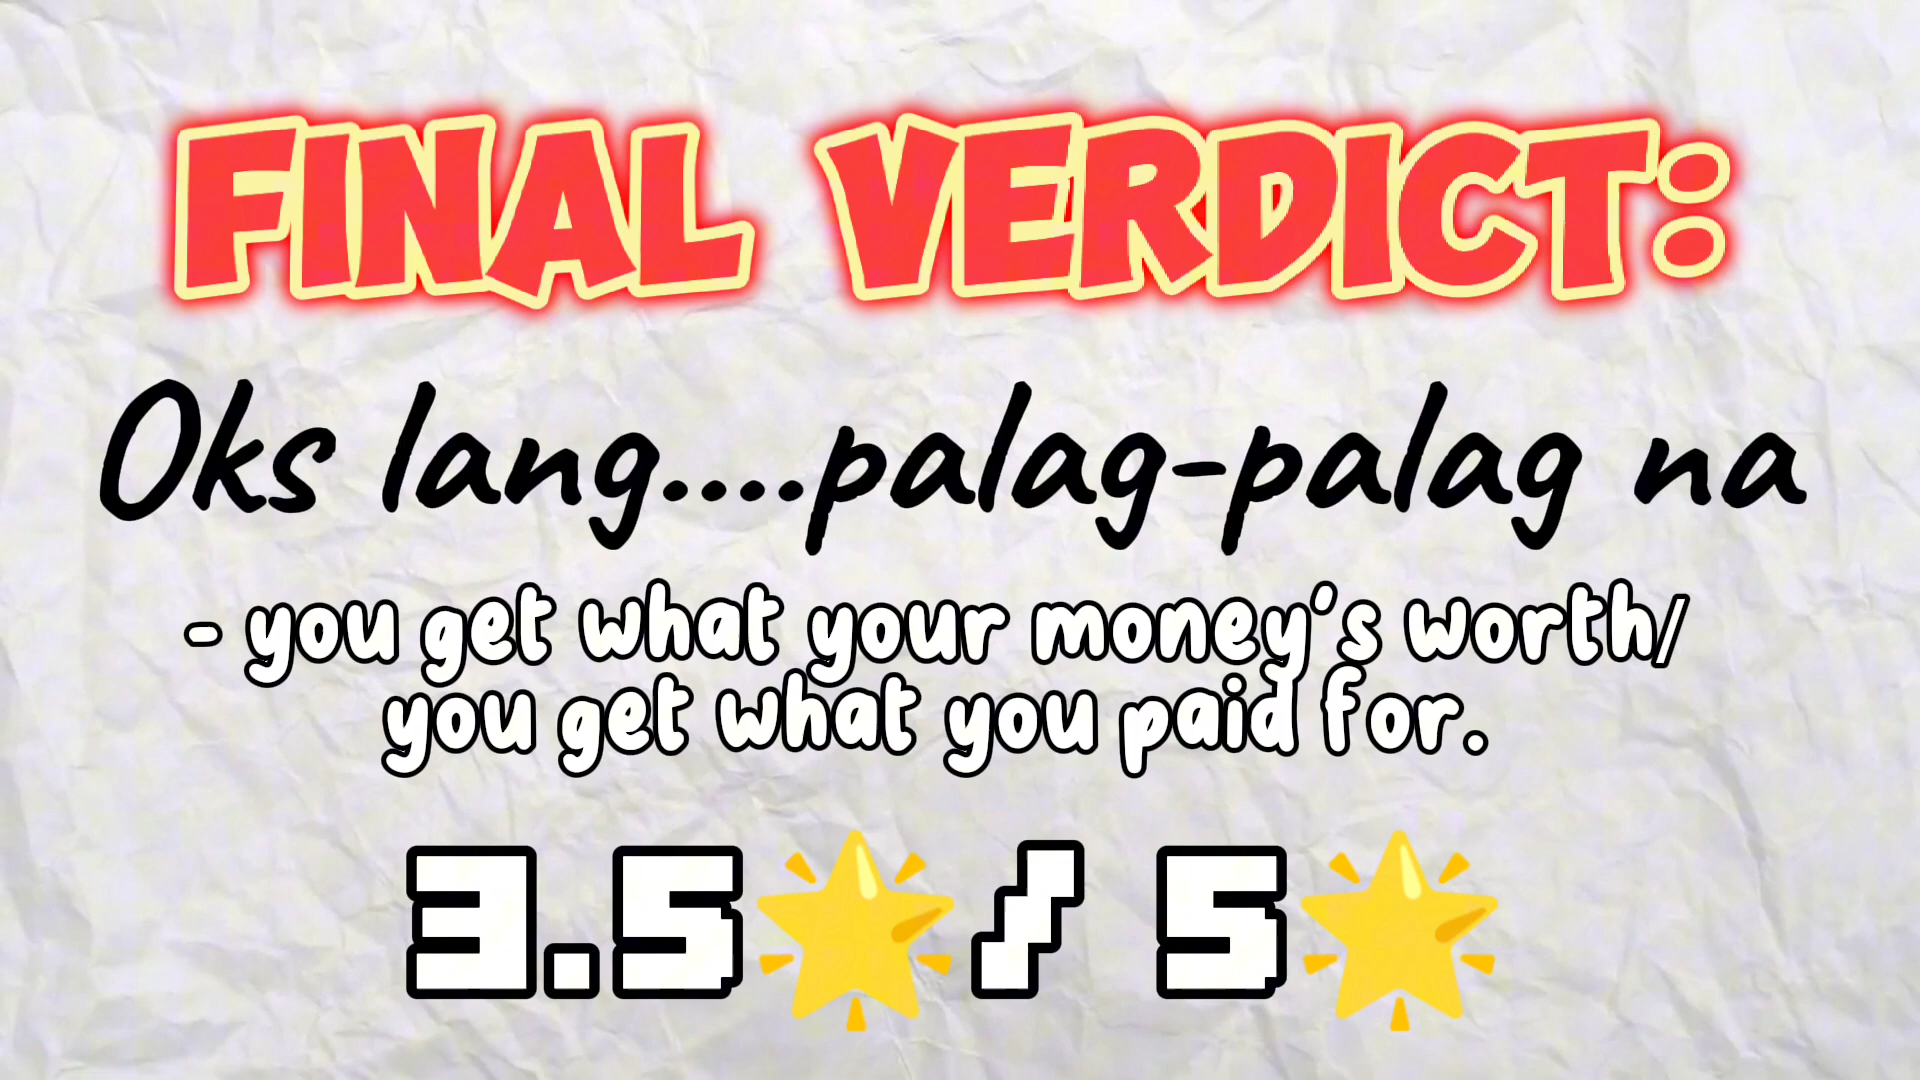 FINAL VERDICT:
Oks lang....palag-palag na
- you get what your money's worth/
you get what you paid for.
3.5🌟/ 5🌟